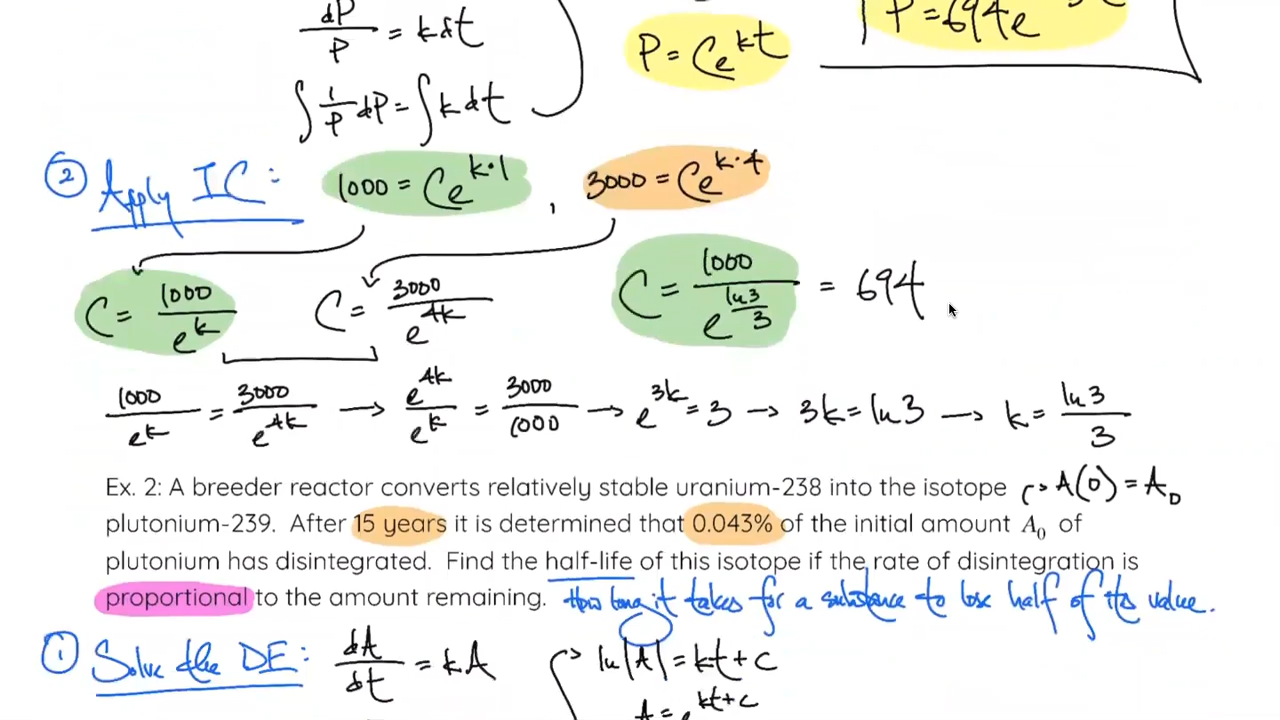 dP/P = kdt
∫ 1/P dP = ∫ k dt
P = Ce^{kt}
P = 694e
② Apply IC: 1000 = Ce^{k·1} , 3000 = Ce^{k·4}
C = 1000/e^k C = 3000/e^{4k} C = 1000/e^{ln3/3} = 694
1000/e^k = 3000/e^{4k} → e^{4k}/e^k = 3000/1000 → e^{3k} = 3 → 3k = ln3 → k = ln3/3
Ex. 2: A breeder reactor converts relatively stable uranium-238 into the isotope → A(0) = A₀
plutonium-239. After 15 years it is determined that 0.043% of the initial amount A₀ of
plutonium has disintegrated. Find the half-life of this isotope if the rate of disintegration is
proportional to the amount remaining. How long it takes for a substance to lose half of its value.
① Solve the DE: dA/dt = kA → ln|A| = kt + c
A = e^{kt+c}